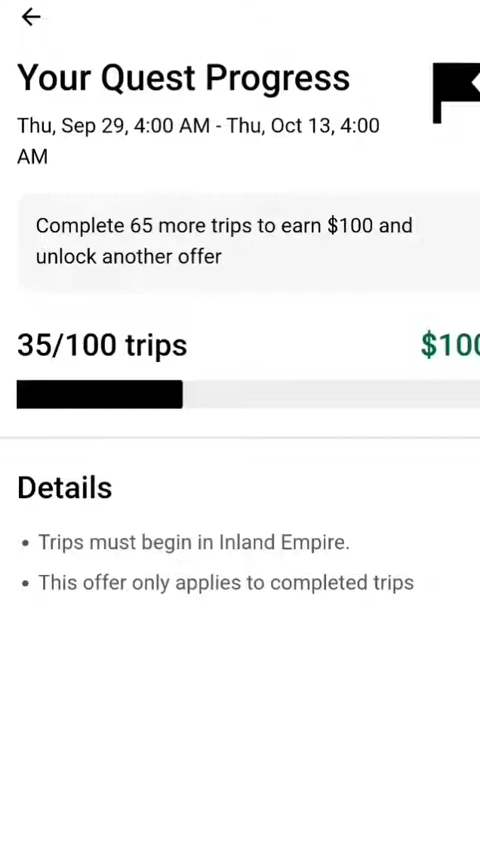 Your Quest Progress
Thu, Sep 29, 4:00 AM - Thu, Oct 13, 4:00
AM
Complete 65 more trips to earn $100 and
unlock another offer
35/100 trips
$100
Details
• Trips must begin in Inland Empire.
• This offer only applies to completed trips